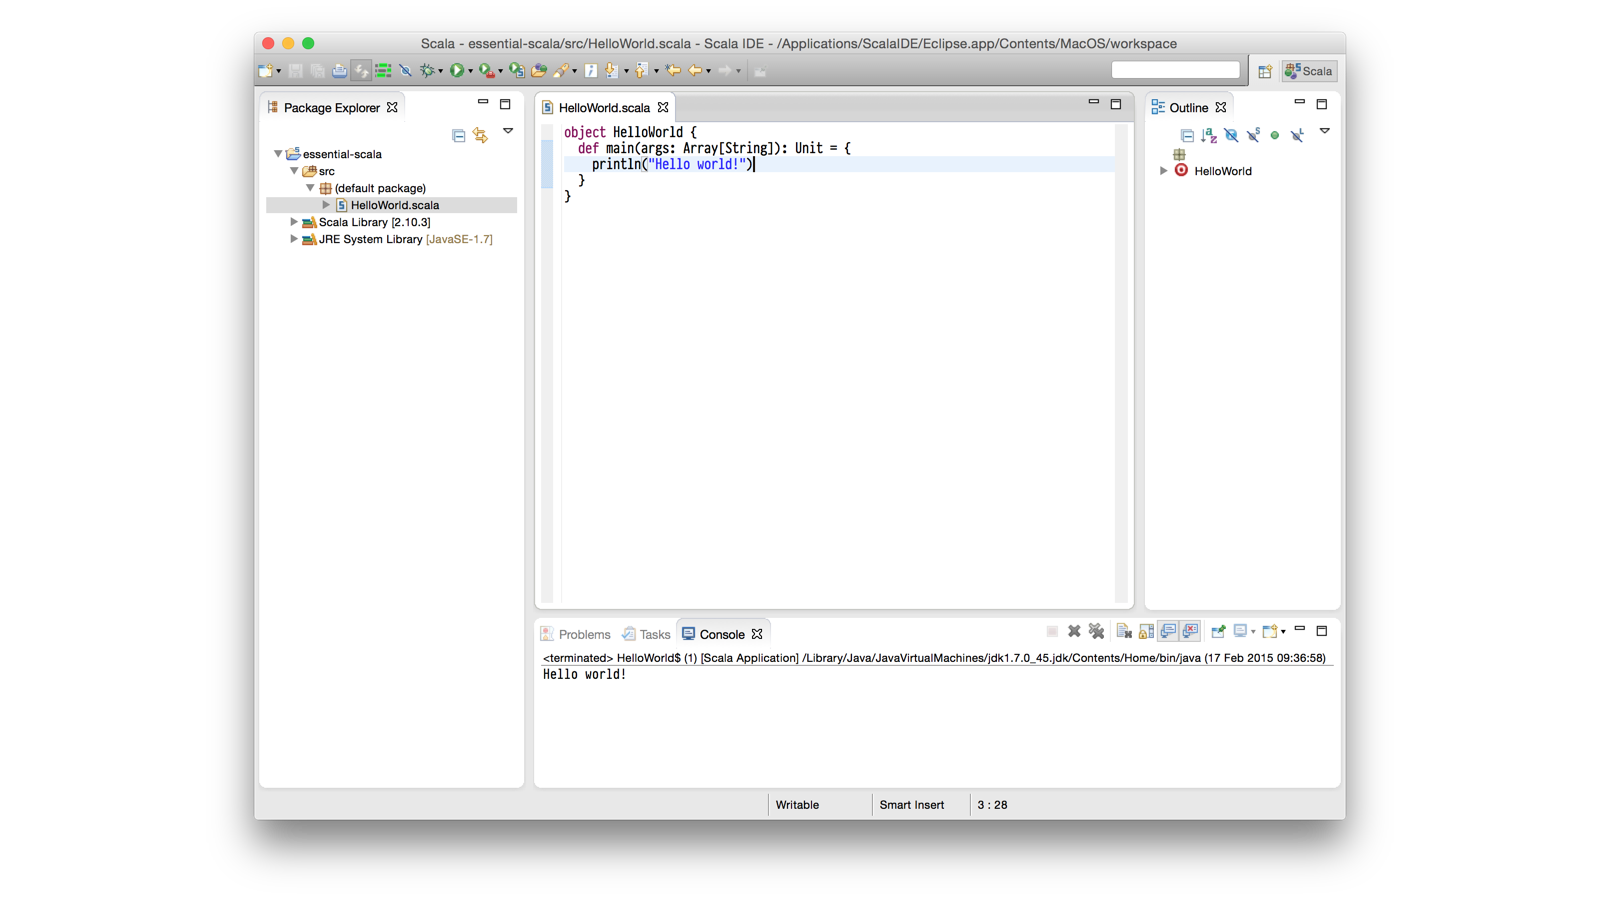 Scala - essential-scala/src/HelloWorld.scala - Scala IDE - /Applications/ScalaIDE/Eclipse.app/Contents/MacOS/workspace
Scala
Package Explorer
essential-scala
src
(default package)
HelloWorld.scala
Scala Library [2.10.3]
JRE System Library [JavaSE-1.7]
HelloWorld.scala
object HelloWorld {
  def main(args: Array[String]): Unit = {
    println("Hello world!")
  }
}
Outline
HelloWorld
Problems Tasks Console
<terminated> HelloWorld$ (1) [Scala Application] /Library/Java/JavaVirtualMachines/jdk1.7.0_45.jdk/Contents/Home/bin/java (17 Feb 2015 09:36:58)
Hello world!
Writable Smart Insert 3 : 28